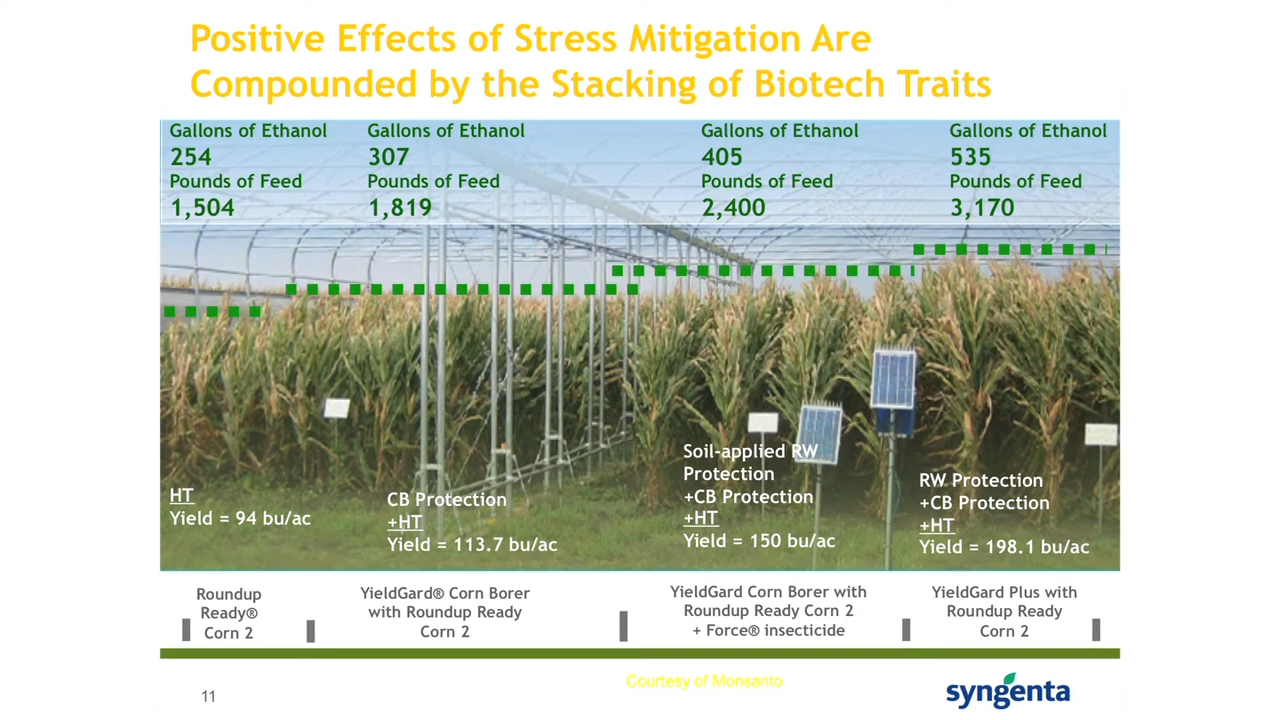 Positive Effects of Stress Mitigation Are
Compounded by the Stacking of Biotech Traits
Gallons of Ethanol
254
Pounds of Feed
1,504
Gallons of Ethanol
307
Pounds of Feed
1,819
Gallons of Ethanol
405
Pounds of Feed
2,400
Gallons of Ethanol
535
Pounds of Feed
3,170
HT
Yield = 94 bu/ac
CB Protection
+HT
Yield = 113.7 bu/ac
Soil-applied RW
Protection
+CB Protection
+HT
Yield = 150 bu/ac
RW Protection
+CB Protection
+HT
Yield = 198.1 bu/ac
Roundup
Ready®
Corn 2
YieldGard® Corn Borer
with Roundup Ready
Corn 2
YieldGard Corn Borer with
Roundup Ready Corn 2
+ Force® insecticide
YieldGard Plus with
Roundup Ready
Corn 2
11
Courtesy of Monsanto
syngenta